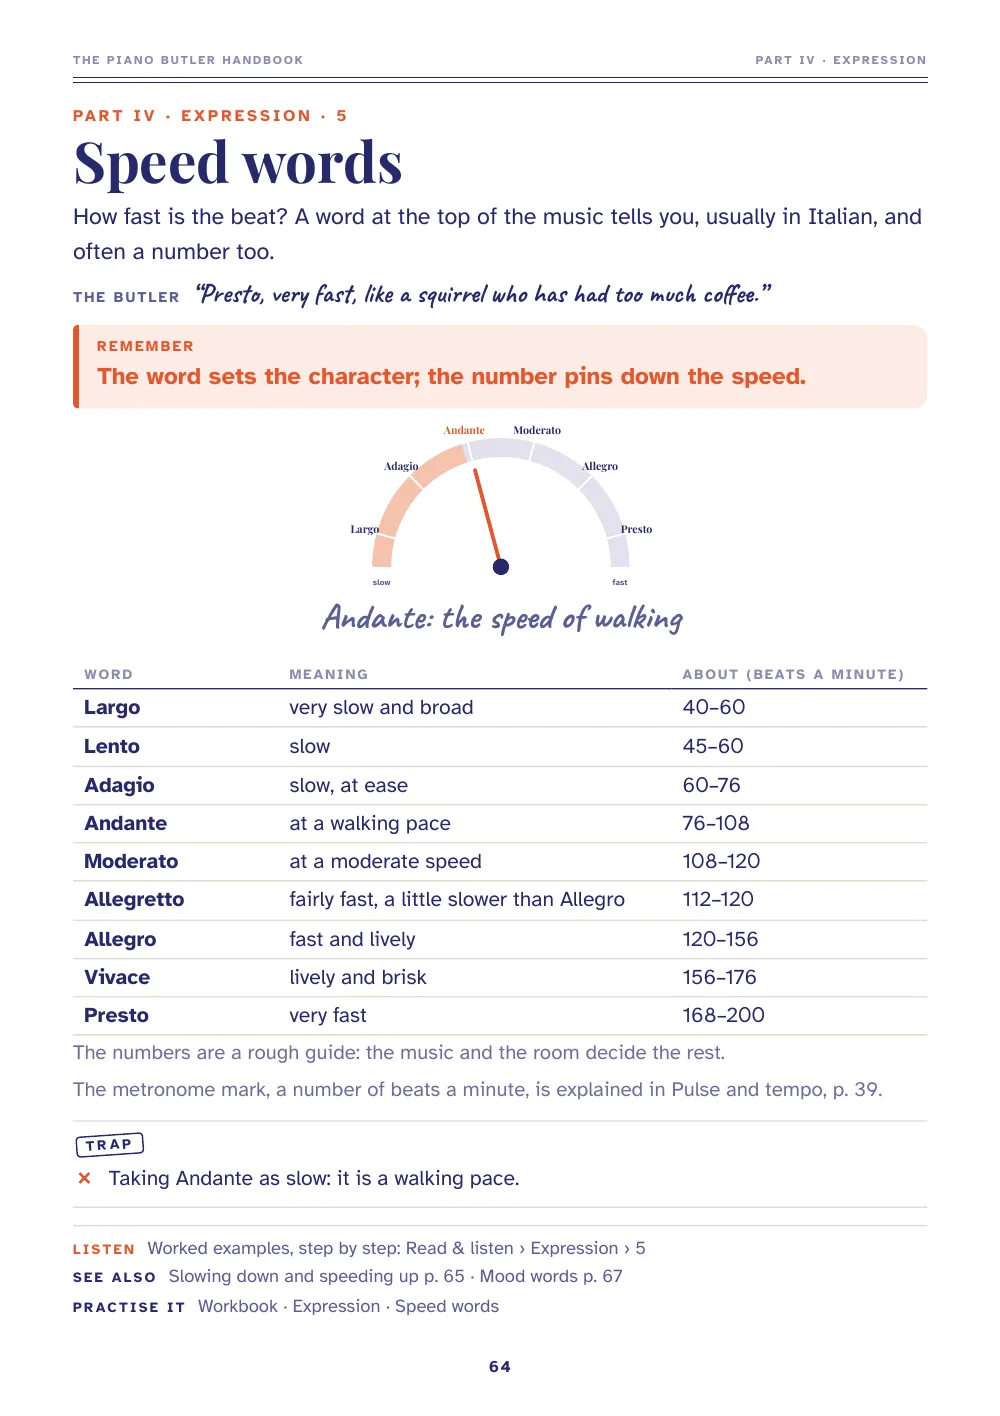 THE PIANO BUTLER HANDBOOK
PART IV · EXPRESSION
PART IV · EXPRESSION · 5
Speed words
How fast is the beat? A word at the top of the music tells you, usually in Italian, and
often a number too.
THE BUTLER “Presto, very fast, like a squirrel who has had too much coffee.”
REMEMBER
The word sets the character; the number pins down the speed.
Andante Moderato
Adagio Allegro
Largo Presto
slow fast
Andante: the speed of walking
WORD MEANING ABOUT (BEATS A MINUTE)
Largo very slow and broad 40–60
Lento slow 45–60
Adagio slow, at ease 60–76
Andante at a walking pace 76–108
Moderato at a moderate speed 108–120
Allegretto fairly fast, a little slower than Allegro 112–120
Allegro fast and lively 120–156
Vivace lively and brisk 156–176
Presto very fast 168–200
The numbers are a rough guide: the music and the room decide the rest.
The metronome mark, a number of beats a minute, is explained in Pulse and tempo, p. 39.
TRAP
× Taking Andante as slow: it is a walking pace.
LISTEN Worked examples, step by step: Read & listen › Expression › 5
SEE ALSO Slowing down and speeding up p. 65 · Mood words p. 67
PRACTISE IT Workbook · Expression · Speed words
64